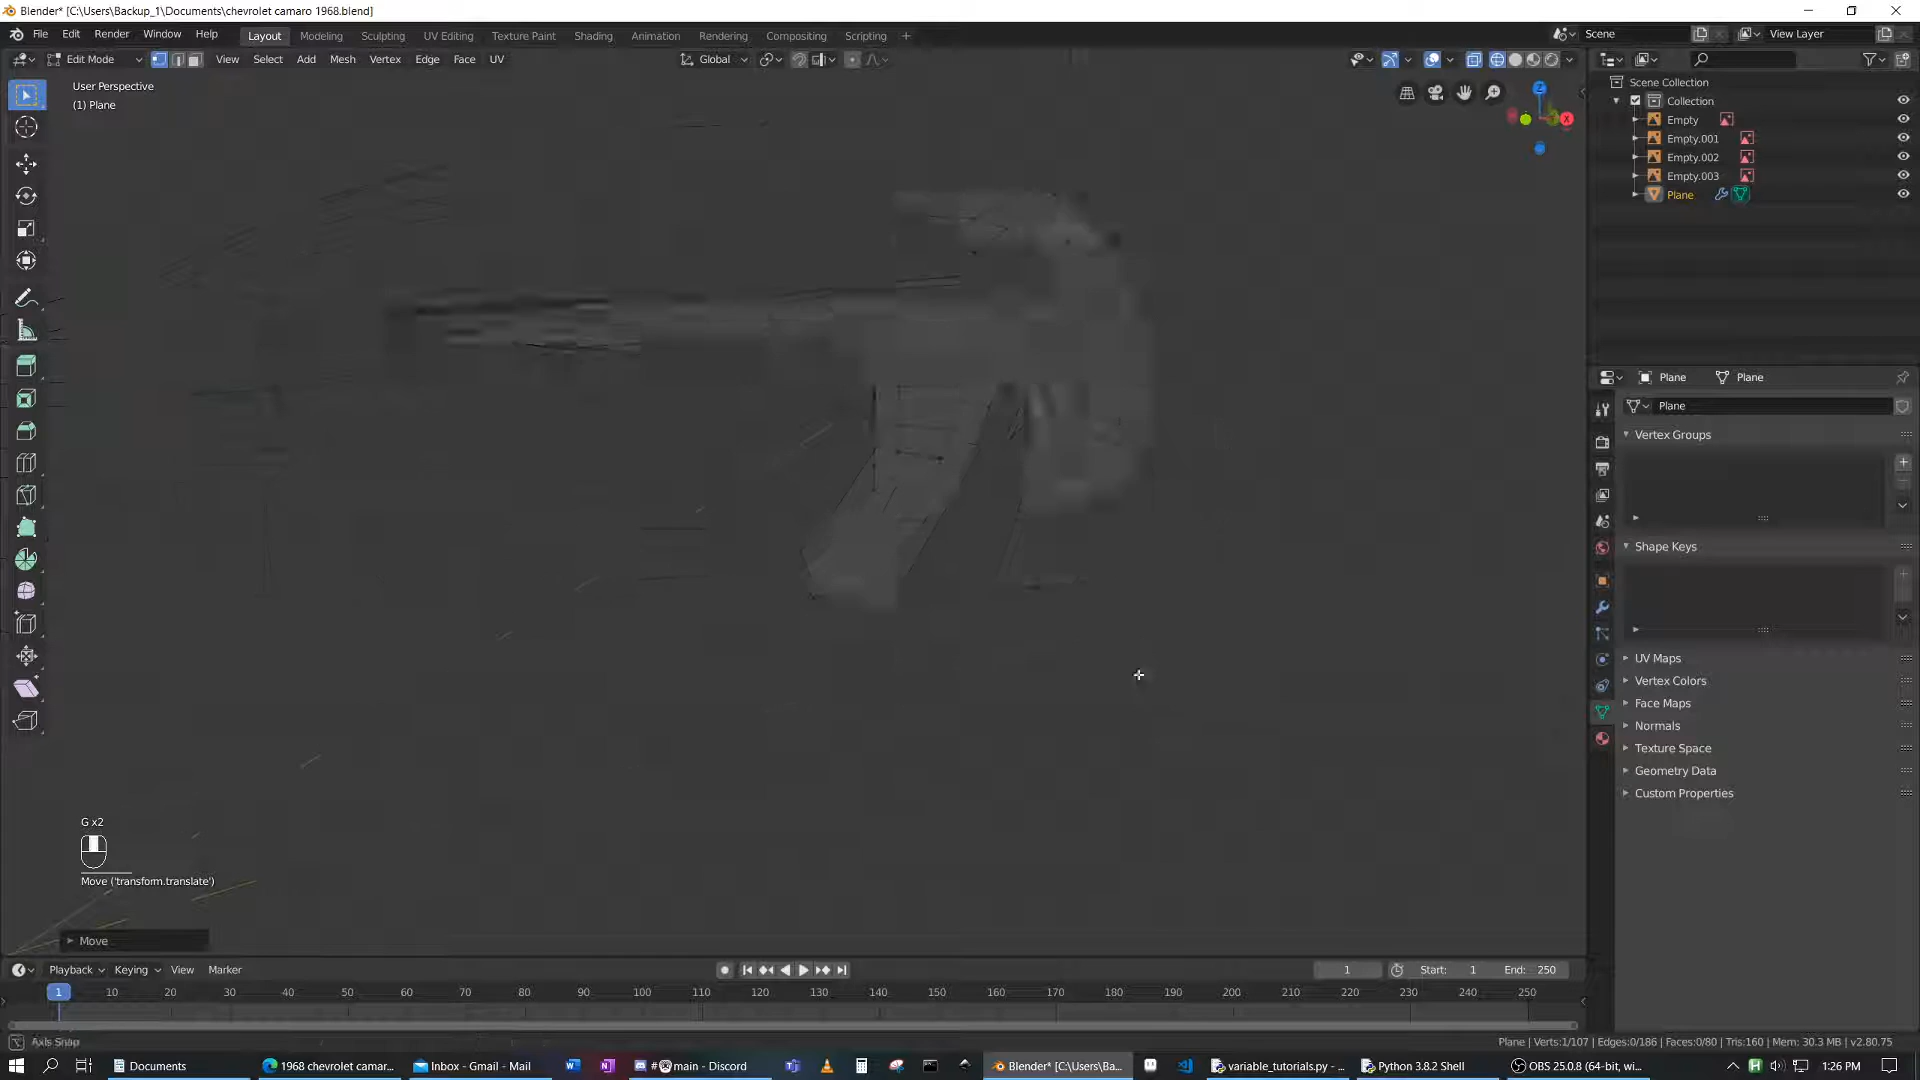 Blender* [C:\Users\Backup_1\Documents\chevrolet camaro 1968.blend]
File Edit Render Window Help Layout Modeling Sculpting UV Editing Texture Paint Shading Animation Rendering Compositing Scripting + Scene View Layer
Edit Mode View Select Add Mesh Vertex Edge Face UV Global
User Perspective
(1) Plane
Z
X
Scene Collection
Collection
Empty
Empty.001
Empty.002
Empty.003
Plane
Plane Plane
Plane
Vertex Groups
Shape Keys
UV Maps
Vertex Colors
Face Maps
Normals
Texture Space
Geometry Data
Custom Properties
G x2
Move ('transform.translate')
Move
Playback Keying View Marker 1 Start: 1 End: 250
1 10 20 30 40 50 60 70 80 90 100 110 120 130 140 150 160 170 180 190 200 210 220 230 240 250
Axis Snap Plane | Verts:1/107 | Edges:0/186 | Faces:0/80 | Tris:160 | Mem: 30.3 MB | v2.80.75
Documents 1968 chevrolet camar... Inbox - Gmail - Mail #main - Discord Blender* [C:\Users\Ba... variable_tutorials.py - ... Python 3.8.2 Shell OBS 25.0.8 (64-bit, wi... 1:26 PM